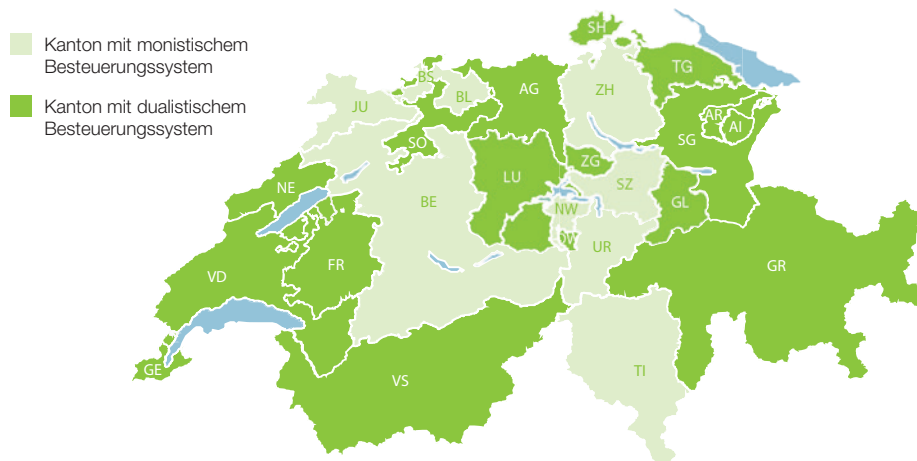 Kanton mit monistischem
Besteuerungssystem
Kanton mit dualistischem
Besteuerungssystem
SH
BS
BL
AG
ZH
TG
JU
AR
AI
SO
SG
ZG
LU
SZ
NE
BE
NW
GL
OW
UR
FR
VD
GR
GE
VS
TI